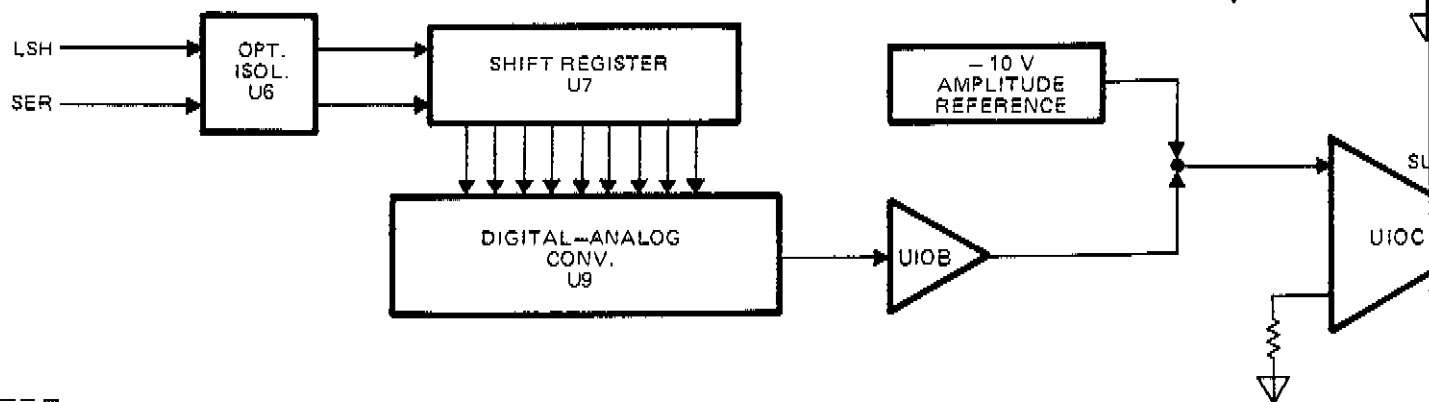 LSH
SER
OPT.
ISOL.
U6
SHIFT REGISTER
U7
DIGITAL–ANALOG
CONV.
U9
UIOB
– 10 V
AMPLITUDE
REFERENCE
UIOC